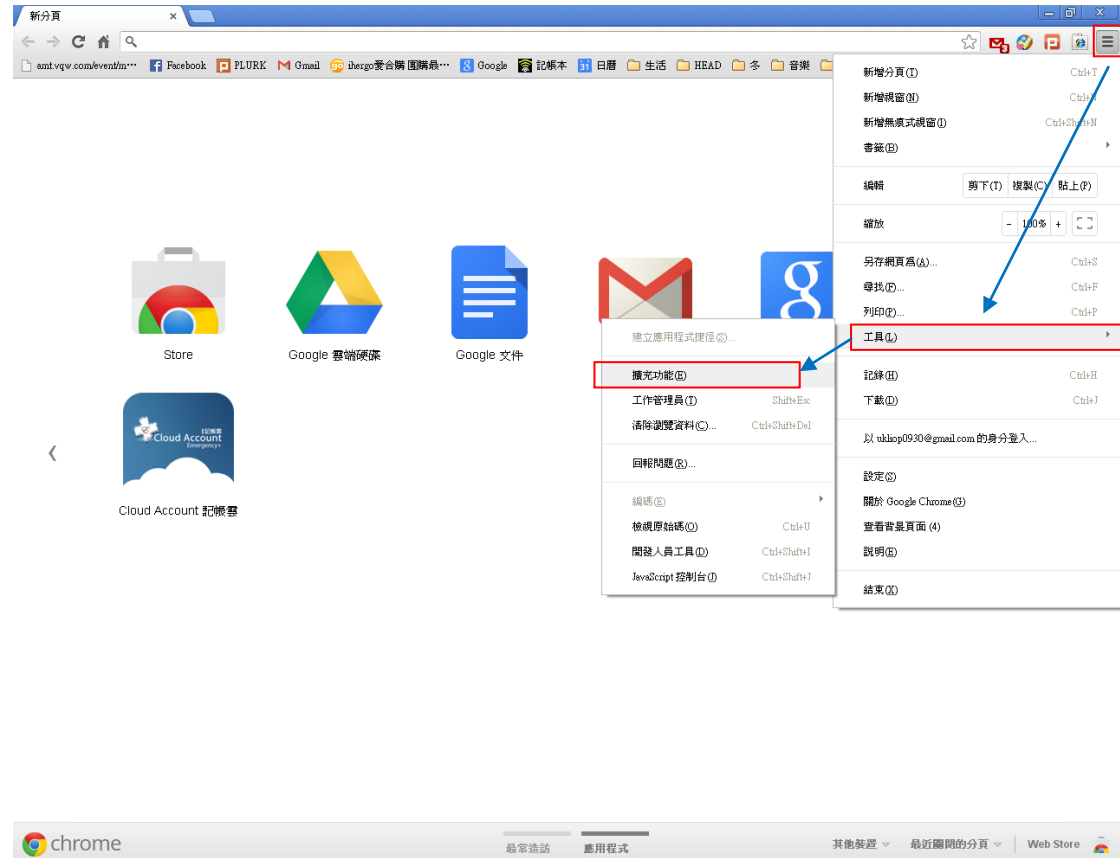 新分頁
amt.vqw.com/event/m…
Facebook
PLURK
Gmail
ihergo愛合購 團購最…
Google
記帳本
日曆
生活
HEAD
冬
音樂
新增分頁(T) Ctrl+T
新增視窗(N) Ctrl+N
新增無痕式視窗(I) Ctrl+Shift+N
書籤(B)
編輯 剪下(T) 複製(C) 貼上(P)
縮放 - 100% +
另存網頁為(A)... Ctrl+S
尋找(F)... Ctrl+F
列印(P)... Ctrl+P
工具(L)
記錄(H) Ctrl+H
下載(D) Ctrl+J
以 ukliop0930@gmail.com 的身分登入...
設定(S)
關於 Google Chrome(G)
查看背景頁面 (4)
說明(E)
結束(X)
建立應用程式捷徑(S)...
擴充功能(E)
工作管理員(T) Shift+Esc
清除瀏覽資料(C)... Ctrl+Shift+Del
回報問題(R)...
編碼(E)
檢視原始碼(O) Ctrl+U
開發人員工具(D) Ctrl+Shift+I
JavaScript 控制台(J) Ctrl+Shift+J
Store
Google 雲端硬碟
Google 文件
Cloud Account
Emergency+
Cloud Account 記帳雲
chrome
最常造訪
應用程式
其他裝置
最近關閉的分頁
Web Store